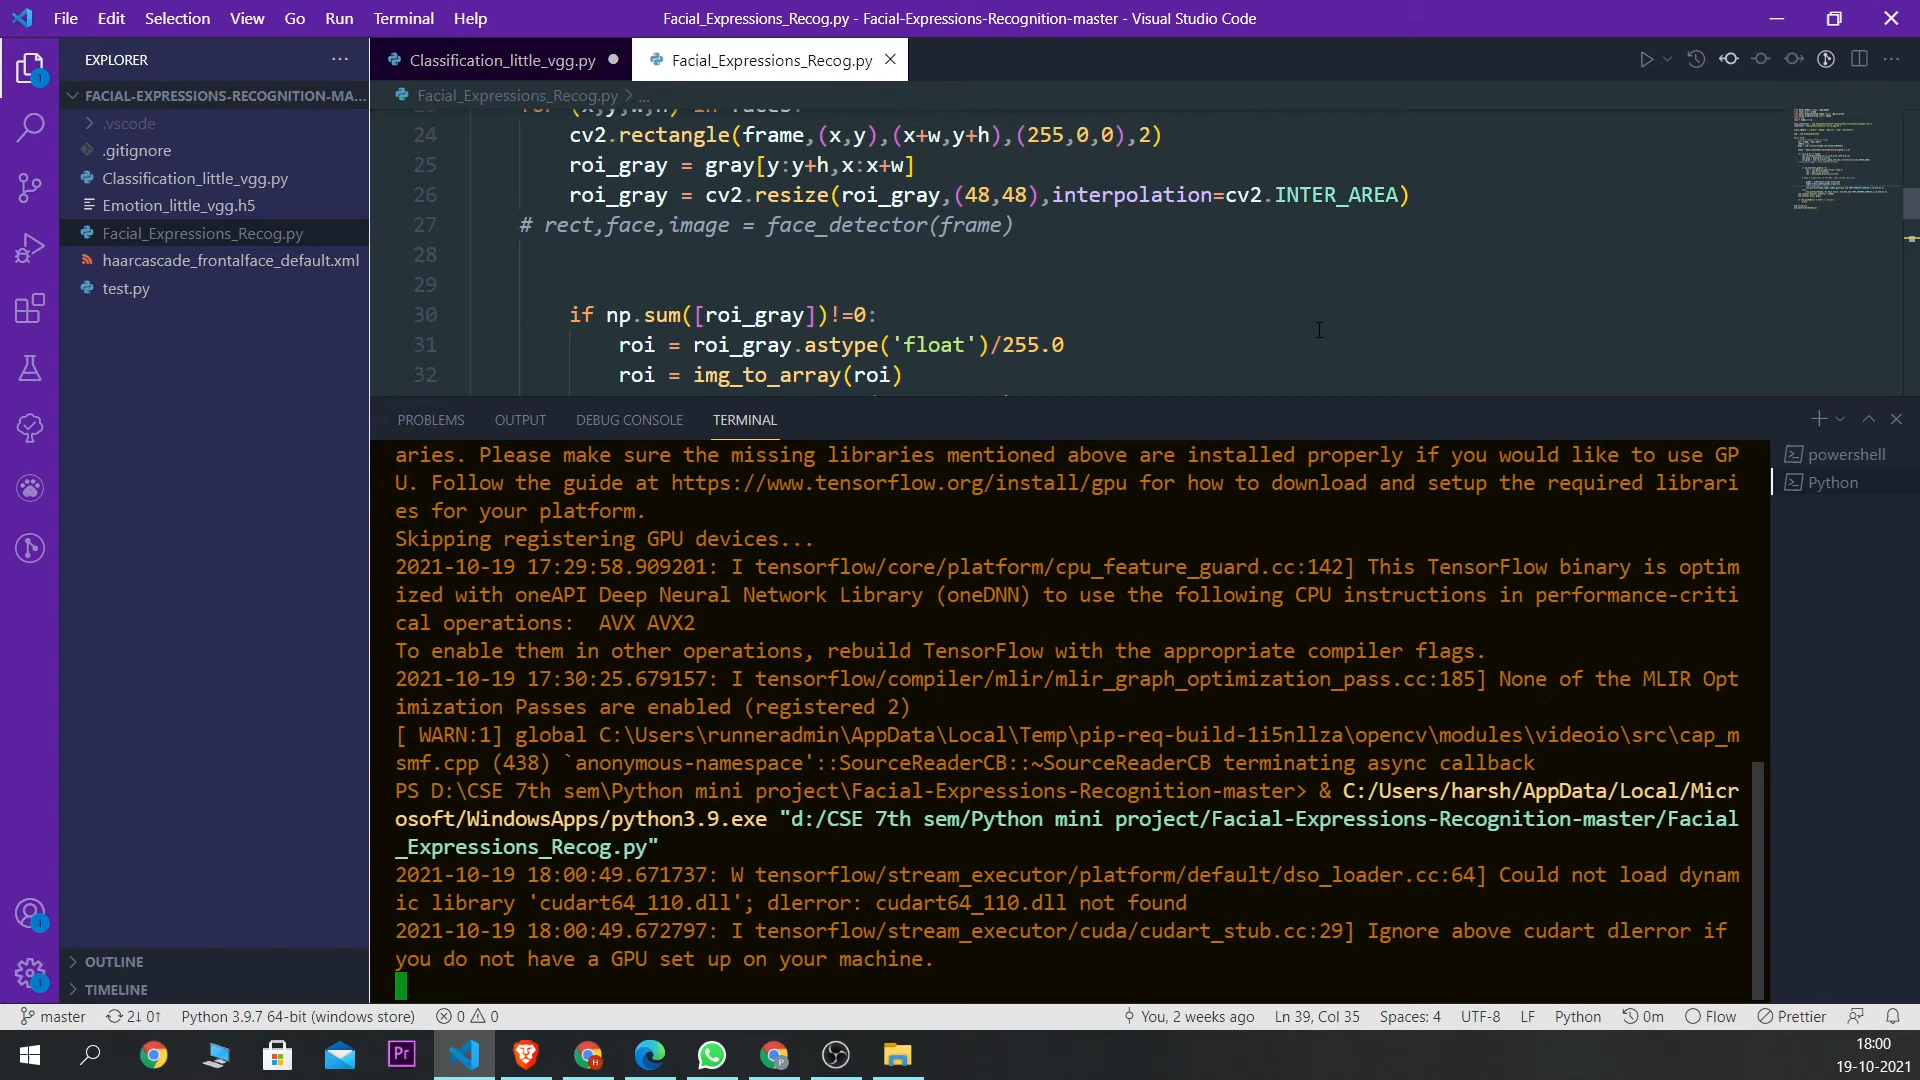 File Edit Selection View Go Run Terminal Help
Facial_Expressions_Recog.py - Facial-Expressions-Recognition-master - Visual Studio Code
EXPLORER
Classification_little_vgg.py
Facial_Expressions_Recog.py
FACIAL-EXPRESSIONS-RECOGNITION-MA...
Facial_Expressions_Recog.py > ...
.vscode
.gitignore
Classification_little_vgg.py
Emotion_little_vgg.h5
Facial_Expressions_Recog.py
haarcascade_frontalface_default.xml
test.py
24 cv2.rectangle(frame,(x,y),(x+w,y+h),(255,0,0),2)
25 roi_gray = gray[y:y+h,x:x+w]
26 roi_gray = cv2.resize(roi_gray,(48,48),interpolation=cv2.INTER_AREA)
27 # rect,face,image = face_detector(frame)
28
29
30 if np.sum([roi_gray])!=0:
31 roi = roi_gray.astype('float')/255.0
32 roi = img_to_array(roi)
PROBLEMS OUTPUT DEBUG CONSOLE TERMINAL
powershell
Python
aries. Please make sure the missing libraries mentioned above are installed properly if you would like to use GP
U. Follow the guide at https://www.tensorflow.org/install/gpu for how to download and setup the required librari
es for your platform.
Skipping registering GPU devices...
2021-10-19 17:29:58.909201: I tensorflow/core/platform/cpu_feature_guard.cc:142] This TensorFlow binary is optim
ized with oneAPI Deep Neural Network Library (oneDNN) to use the following CPU instructions in performance-criti
cal operations:  AVX AVX2
To enable them in other operations, rebuild TensorFlow with the appropriate compiler flags.
2021-10-19 17:30:25.679157: I tensorflow/compiler/mlir/mlir_graph_optimization_pass.cc:185] None of the MLIR Opt
imization Passes are enabled (registered 2)
[ WARN:1] global C:\Users\runneradmin\AppData\Local\Temp\pip-req-build-1i5nllza\opencv\modules\videoio\src\cap_m
smf.cpp (438) `anonymous-namespace'::SourceReaderCB::~SourceReaderCB terminating async callback
PS D:\CSE 7th sem\Python mini project\Facial-Expressions-Recognition-master> & C:/Users/harsh/AppData/Local/Micr
osoft/WindowsApps/python3.9.exe "d:/CSE 7th sem/Python mini project/Facial-Expressions-Recognition-master/Facial
_Expressions_Recog.py"
2021-10-19 18:00:49.671737: W tensorflow/stream_executor/platform/default/dso_loader.cc:64] Could not load dynam
ic library 'cudart64_110.dll'; dlerror: cudart64_110.dll not found
2021-10-19 18:00:49.672797: I tensorflow/stream_executor/cuda/cudart_stub.cc:29] Ignore above cudart dlerror if
you do not have a GPU set up on your machine.
OUTLINE
TIMELINE
master 2↓ 0↑ Python 3.9.7 64-bit (windows store) 0 0
You, 2 weeks ago Ln 39, Col 35 Spaces: 4 UTF-8 LF Python 0m Flow Prettier
18:00
19-10-2021